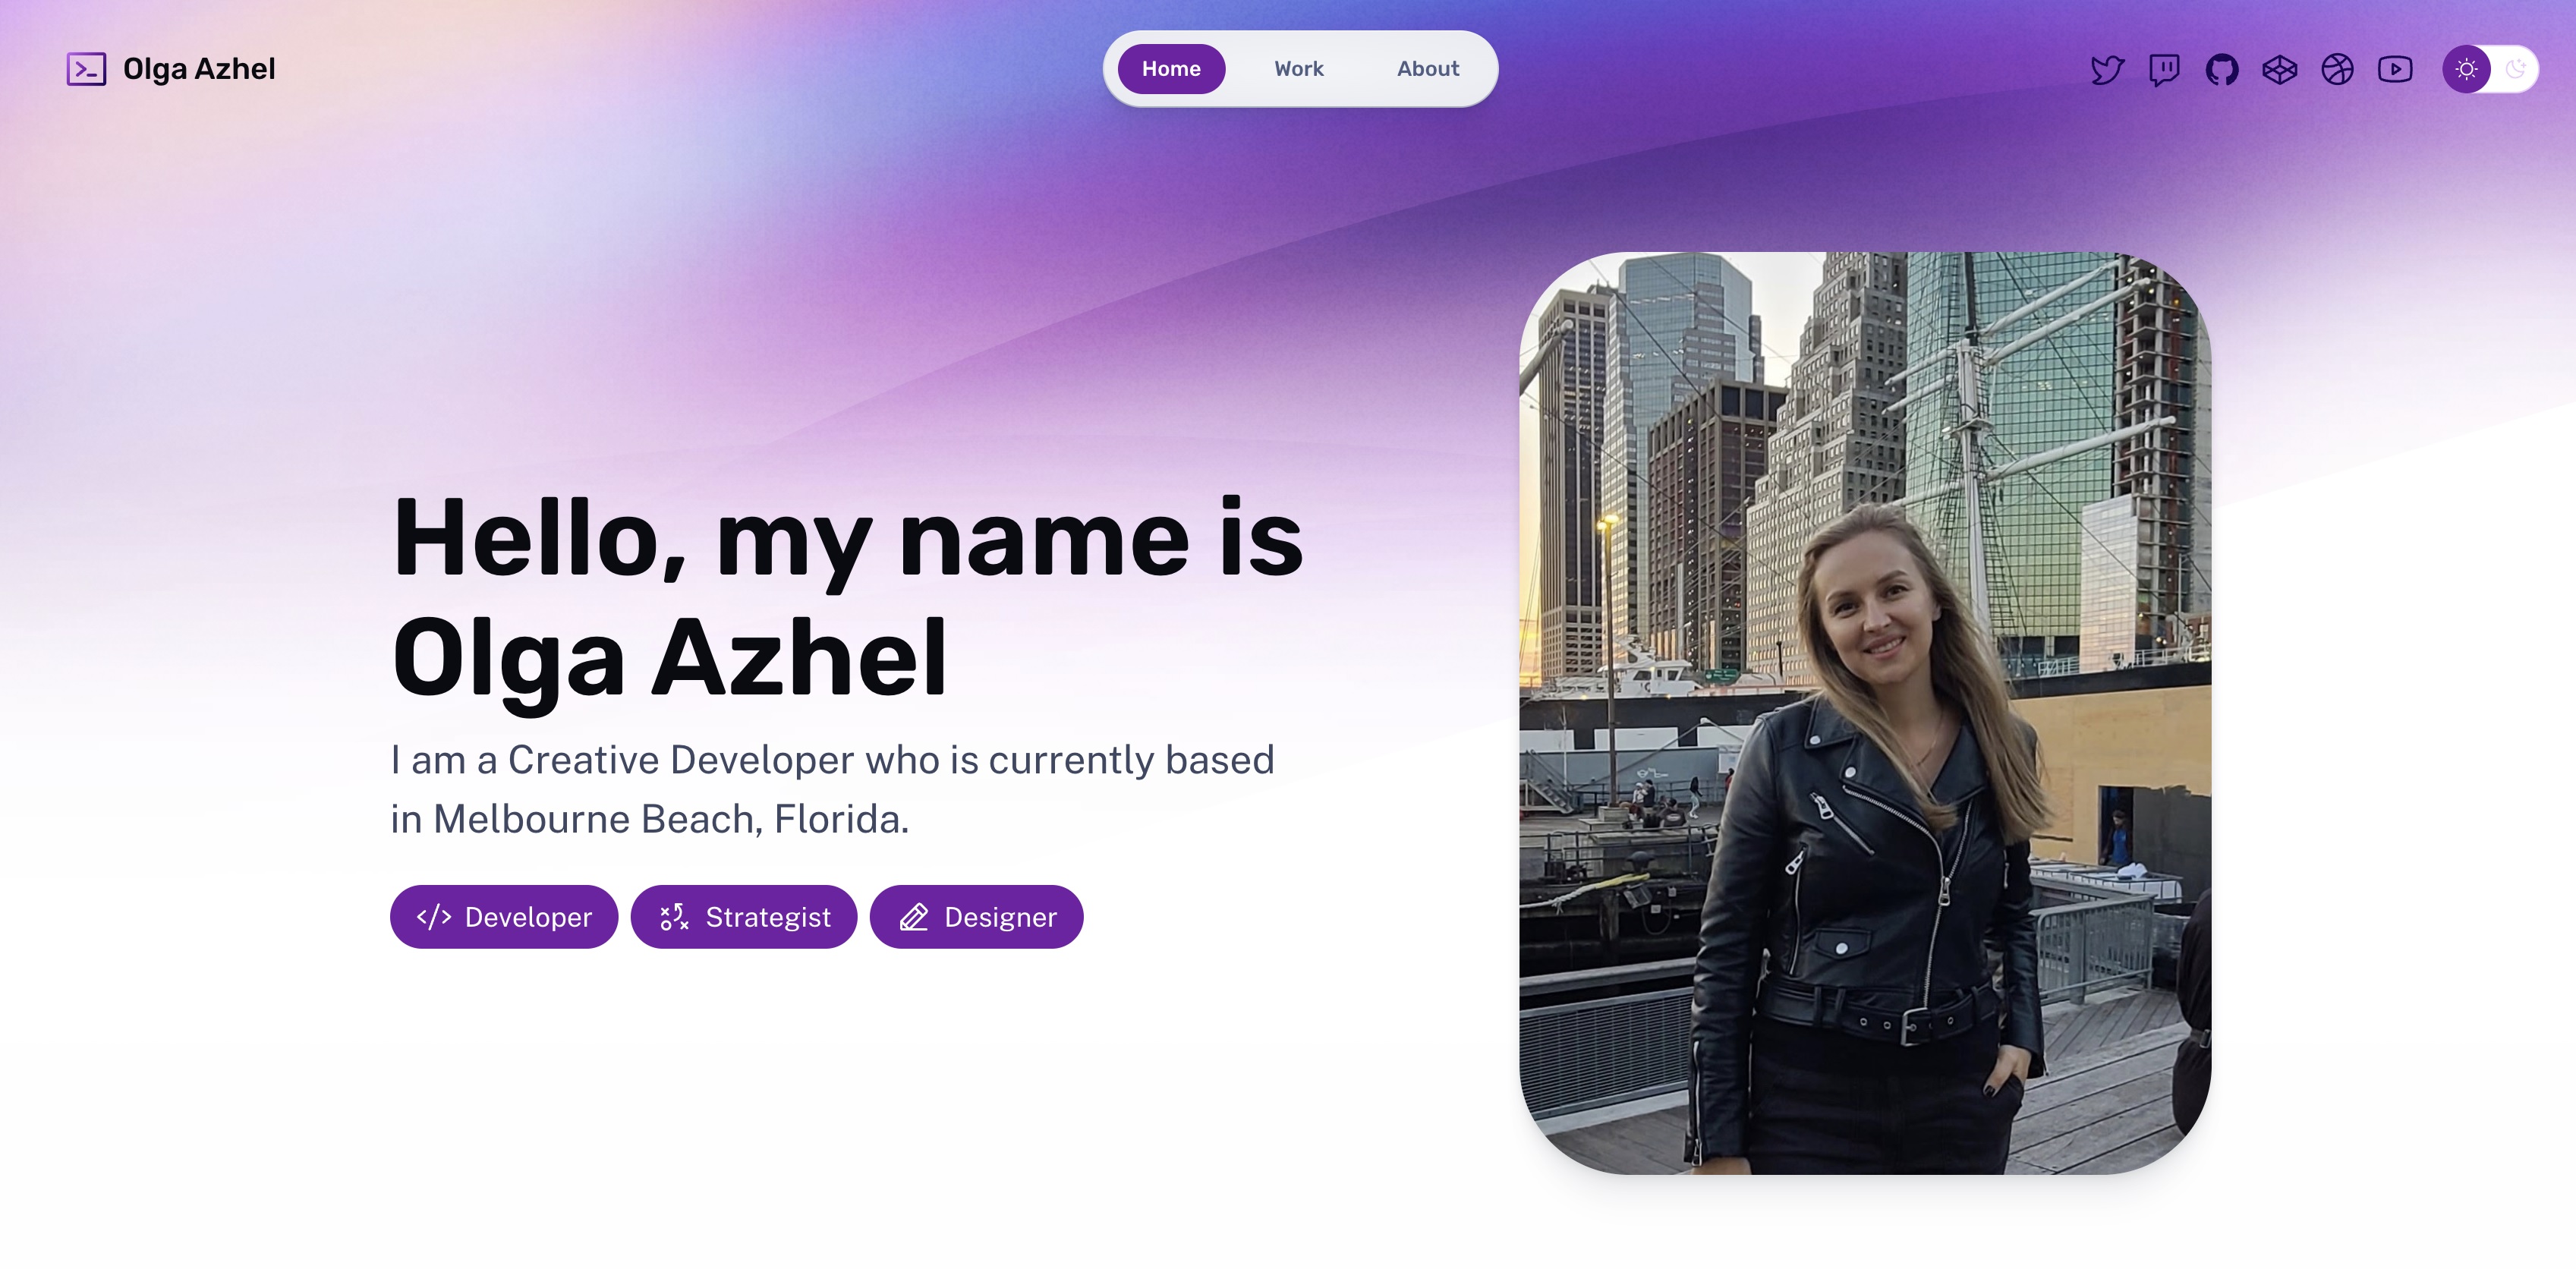 Olga Azhel
Home
Work
About
Hello, my name is
Olga Azhel
I am a Creative Developer who is currently based
in Melbourne Beach, Florida.
Developer
Strategist
Designer